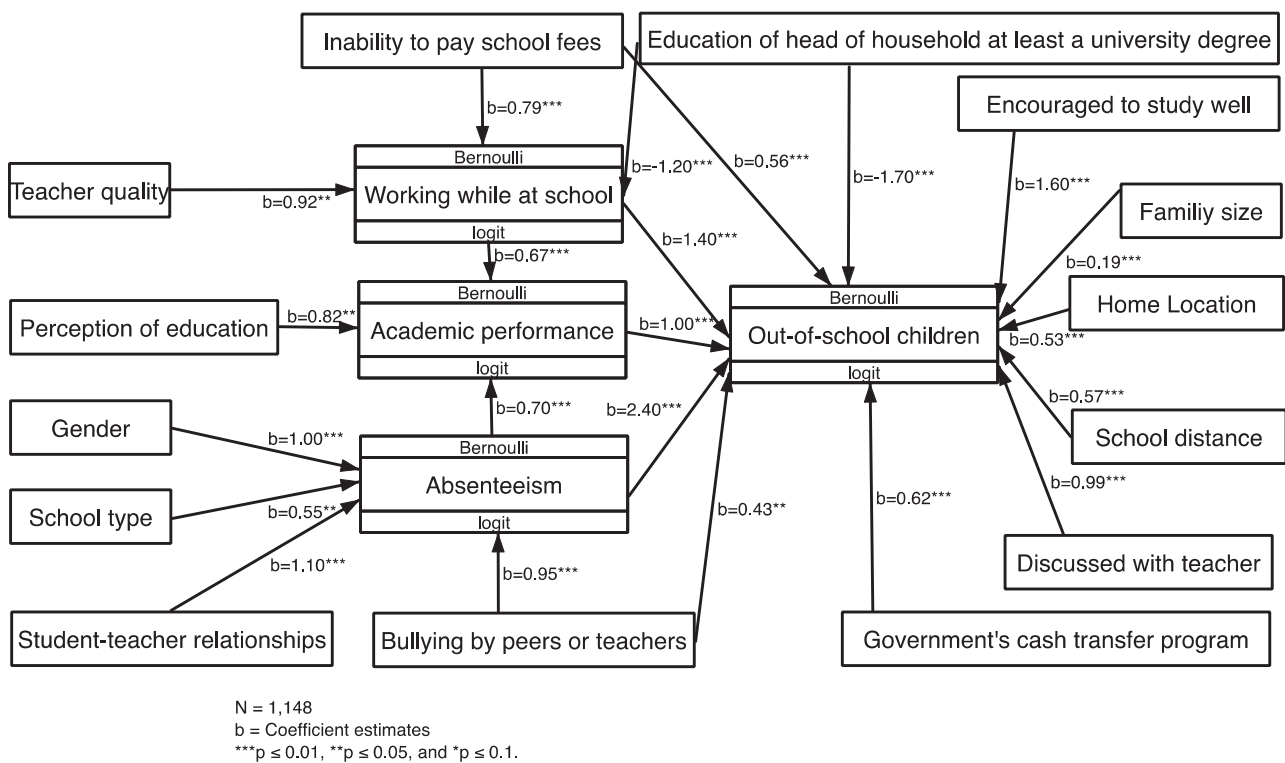 Inability to pay school fees
Education of head of household at least a university degree
Encouraged to study well
b=0.79***
Bernoulli
b=-1.20***
b=0.56***
b=-1.70***
b=1.60***
Teacher quality
b=0.92**
Working while at school
logit
Familiy size
b=1.40***
b=0.67***
b=0.19***
Bernoulli
Bernoulli
Home Location
Perception of education
b=0.82**
Academic performance
b=1.00***
Out-of-school children
b=0.53***
logit
logit
b=0.70***
b=2.40***
b=0.57***
Gender
b=1.00***
Bernoulli
School distance
Absenteeism
b=0.99***
School type
b=0.55**
logit
b=0.43**
b=0.62***
b=1.10***
b=0.95***
Discussed with teacher
Student-teacher relationships
Bullying by peers or teachers
Government's cash transfer program
N = 1,148
b = Coefficient estimates
***p ≤ 0.01, **p ≤ 0.05, and *p ≤ 0.1.